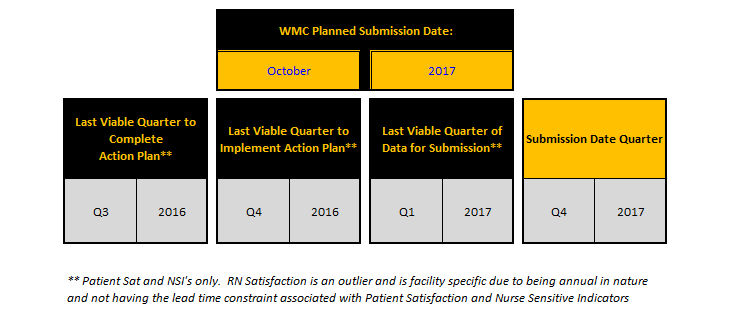 WMC Planned Submission Date:
October 2017
Last Viable Quarter to
Complete
Action Plan**
Last Viable Quarter to
Implement Action Plan**
Last Viable Quarter of
Data for Submission**
Submission Date Quarter
Q3 2016 Q4 2016 Q1 2017 Q4 2017
** Patient Sat and NSI's only.  RN Satisfaction is an outlier and is facility specific due to being annual in nature
and not having the lead time constraint associated with Patient Satisfaction and Nurse Sensitive Indicators